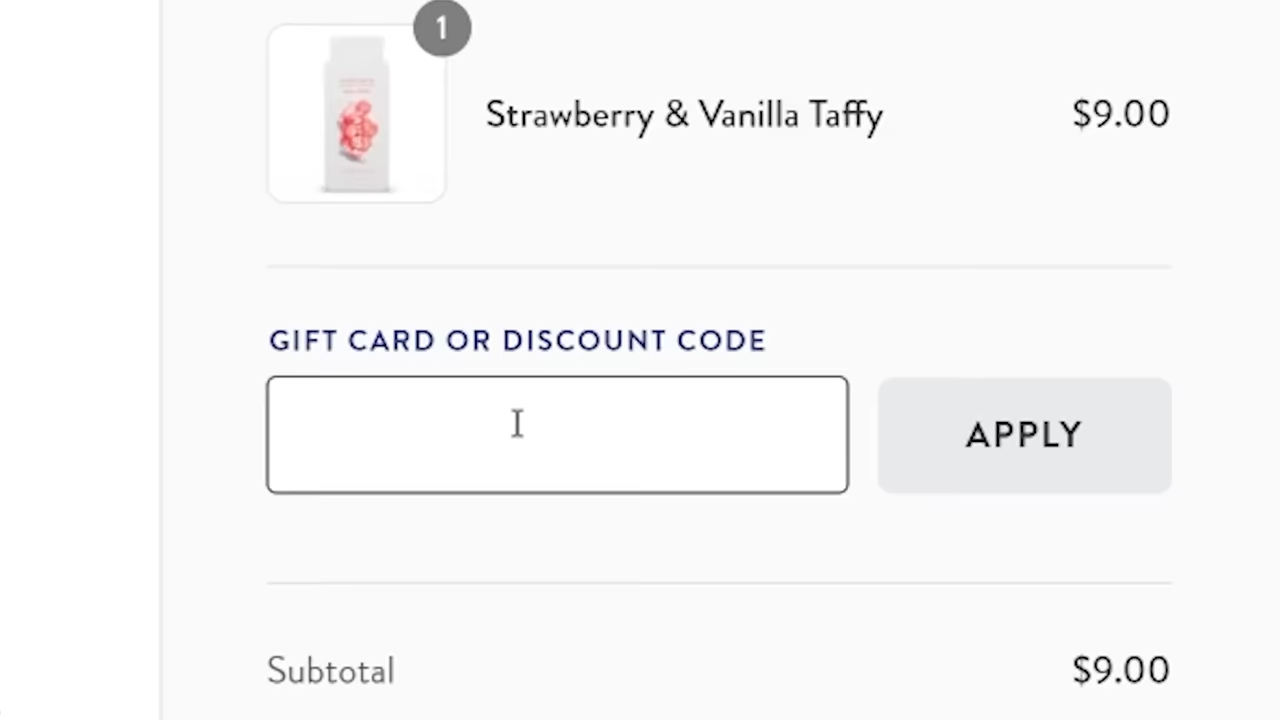 1
Strawberry & Vanilla Taffy $9.00
GIFT CARD OR DISCOUNT CODE
APPLY
Subtotal $9.00